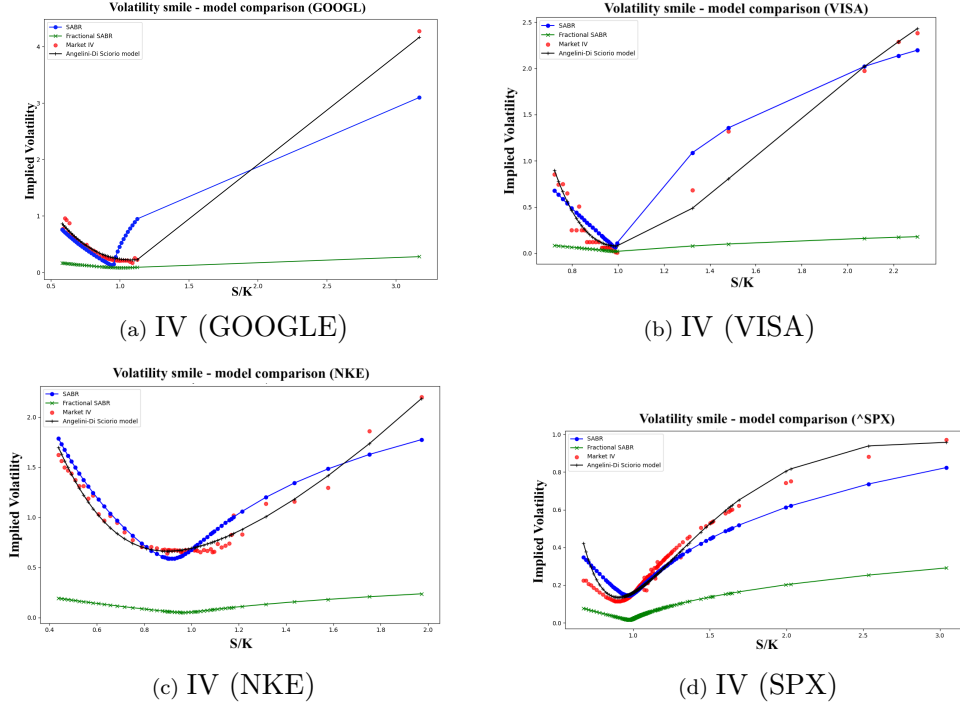 Volatility smile - model comparison (GOOGL)
SABR
Fractional SABR
Market IV
Angelini-Di Sciorio model
Implied Volatility
4
3
2
1
0
0.5
1.0
1.5
2.0
2.5
3.0
S/K
(a) IV (GOOGLE)
Volatility smile - model comparison (VISA)
SABR
Fractional SABR
Market IV
Angelini-Di Sciorio model
Implied Volatility
2.5
2.0
1.5
1.0
0.5
0.0
0.8
1.0
1.2
1.4
1.6
1.8
2.0
2.2
S/K
(b) IV (VISA)
Volatility smile - model comparison (NKE)
SABR
Fractional SABR
Market IV
Angelini-Di Sciorio model
Implied Volatility
2.0
1.5
1.0
0.5
0.0
0.4
0.6
0.8
1.0
1.2
1.4
1.6
1.8
2.0
S/K
(c) IV (NKE)
Volatility smile - model comparison (^SPX)
SABR
Fractional SABR
Market IV
Angelini-Di Sciorio model
Implied Volatility
1.0
0.8
0.6
0.4
0.2
0.0
1.0
1.5
2.0
2.5
3.0
S/K
(d) IV (SPX)